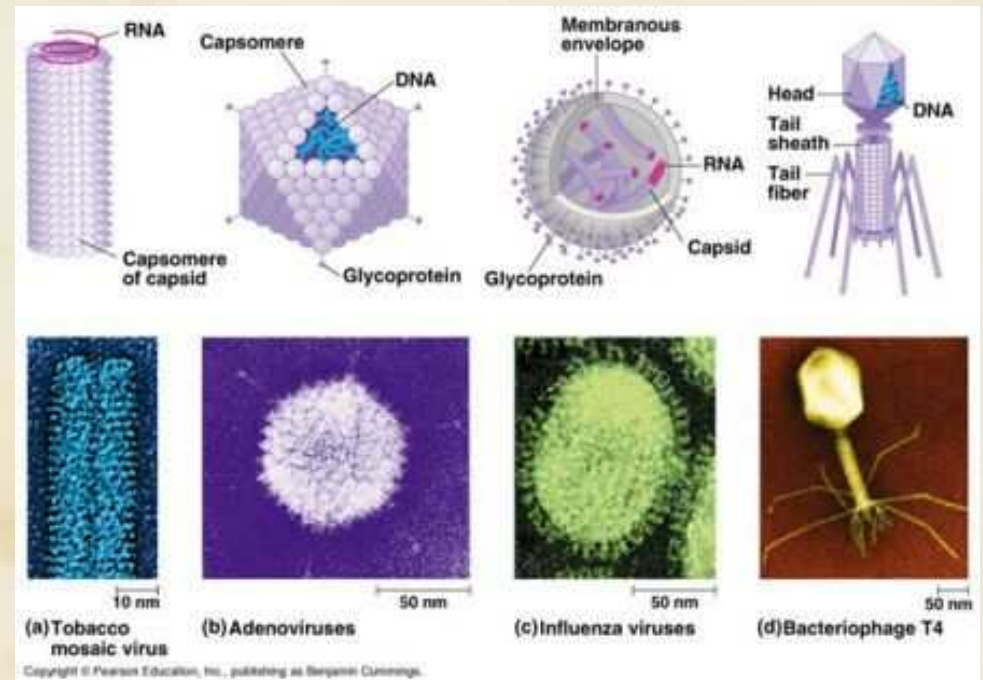 RNA
Capsomere
of capsid
Capsomere
DNA
Glycoprotein
Membranous
envelope
RNA
Capsid
Glycoprotein
Head
DNA
Tail
sheath
Tail
fiber
10 nm
50 nm
50 nm
50 nm
(a) Tobacco
mosaic virus
(b) Adenoviruses
(c) Influenza viruses
(d) Bacteriophage T4
Copyright © Pearson Education, Inc., publishing as Benjamin Cummings.